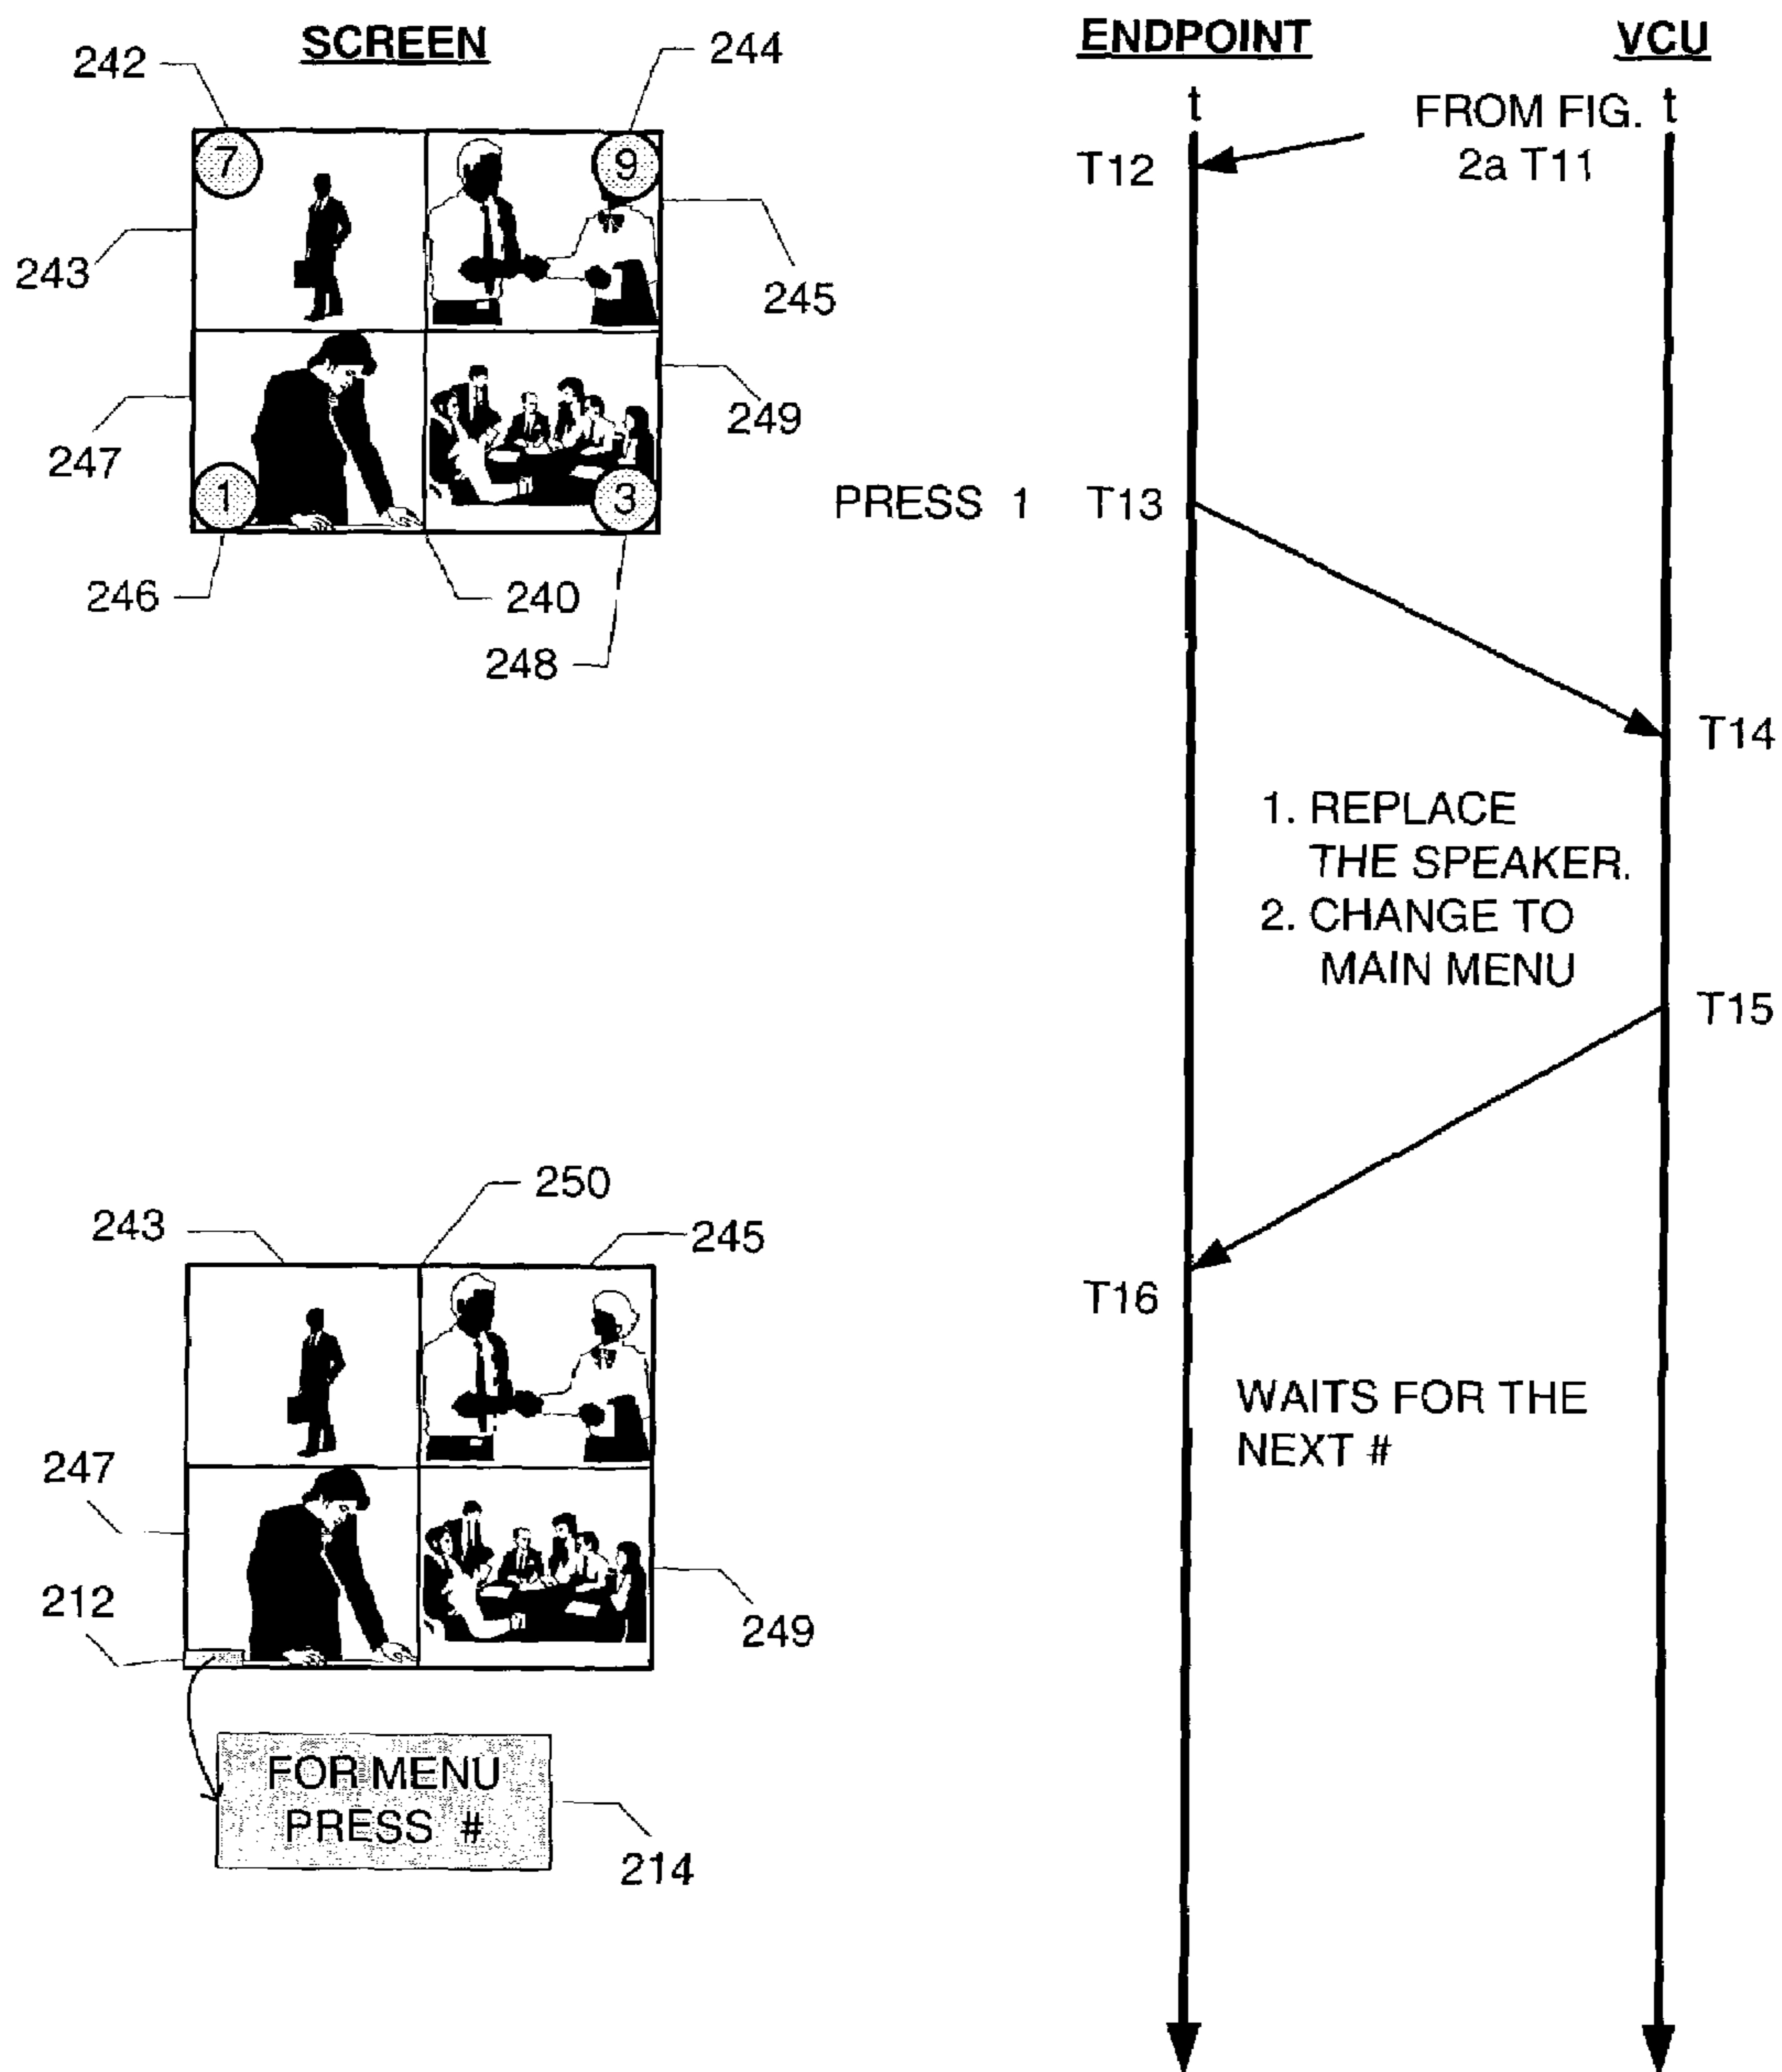 SCREEN
ENDPOINT
VCU
242
244
t
FROM FIG.
2a T11
t
7
9
T12
243
245
247
249
1
3
PRESS 1
T13
246
240
248
T14
1. REPLACE
THE SPEAKER.
2. CHANGE TO
MAIN MENU
T15
250
243
245
T16
WAITS FOR THE
NEXT #
247
212
249
FOR MENU
PRESS #
214